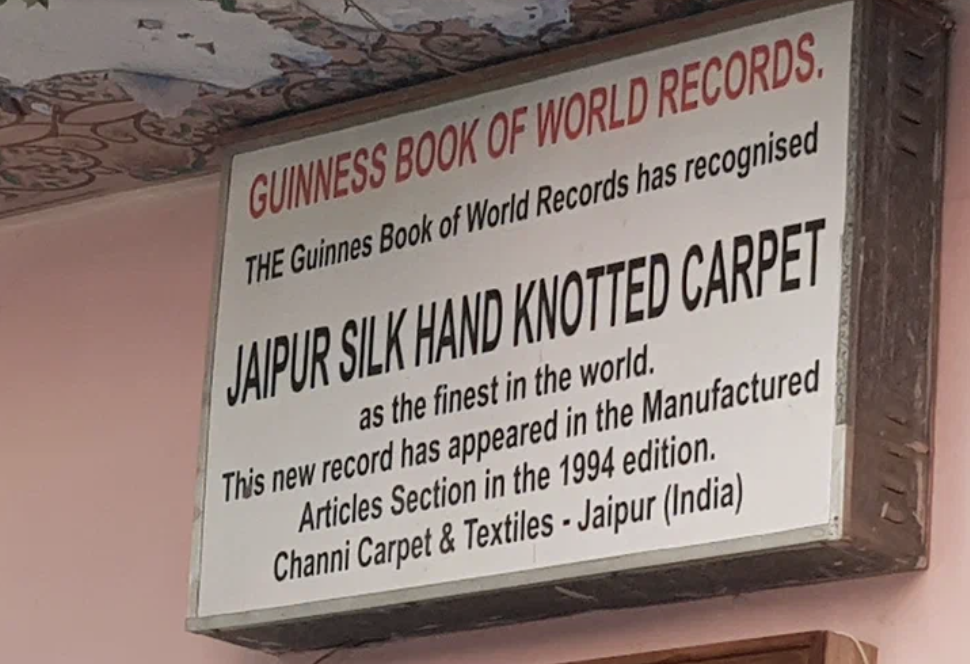 GUINNESS BOOK OF WORLD RECORDS.
THE Guinnes Book of World Records has recognised
JAIPUR SILK HAND KNOTTED CARPET
as the finest in the world.
This new record has appeared in the Manufactured
Articles Section in the 1994 edition.
Channi Carpet & Textiles - Jaipur (India)